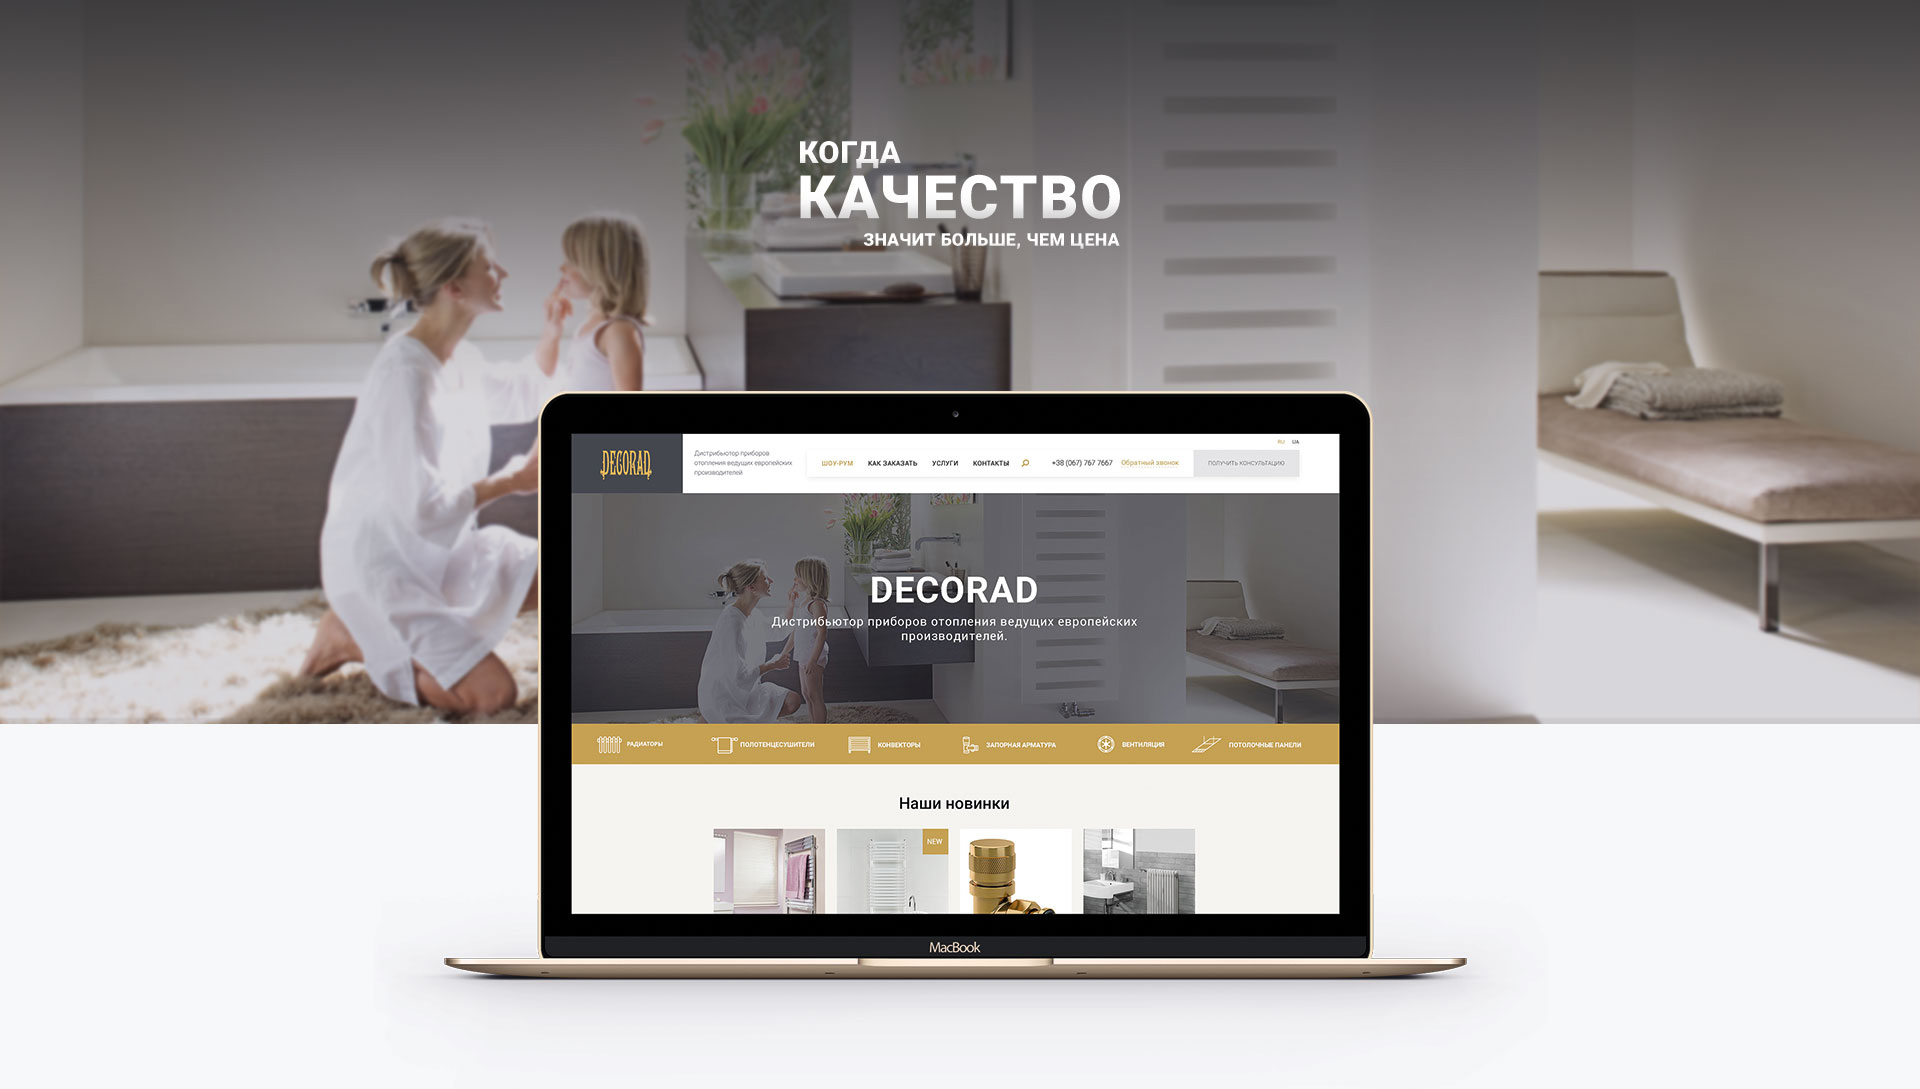 КОГДА
КАЧЕСТВО
ЗНАЧИТ БОЛЬШЕ, ЧЕМ ЦЕНА
RU UA
DECORAD
Дистрибьютор приборов
отопления ведущих европейских
производителей
ШОУ-РУМ КАК ЗАКАЗАТЬ УСЛУГИ КОНТАКТЫ +38 (067) 767 7667 Обратный звонок ПОЛУЧИТЬ КОНСУЛЬТАЦИЮ
DECORAD
Дистрибьютор приборов отопления ведущих европейских
производителей.
РАДИАТОРЫ ПОЛОТЕНЦЕСУШИТЕЛИ КОНВЕКТОРЫ ЗАПОРНАЯ АРМАТУРА ВЕНТИЛЯЦИЯ ПОТОЛОЧНЫЕ ПАНЕЛИ
Наши новинки
NEW
MacBook